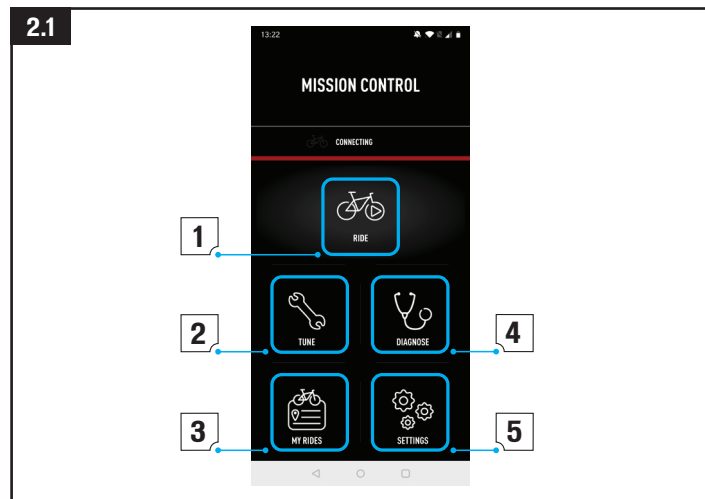 2.1
13:22
MISSION CONTROL
CONNECTING
RIDE
1
TUNE
2
DIAGNOSE
4
MY RIDES
3
SETTINGS
5